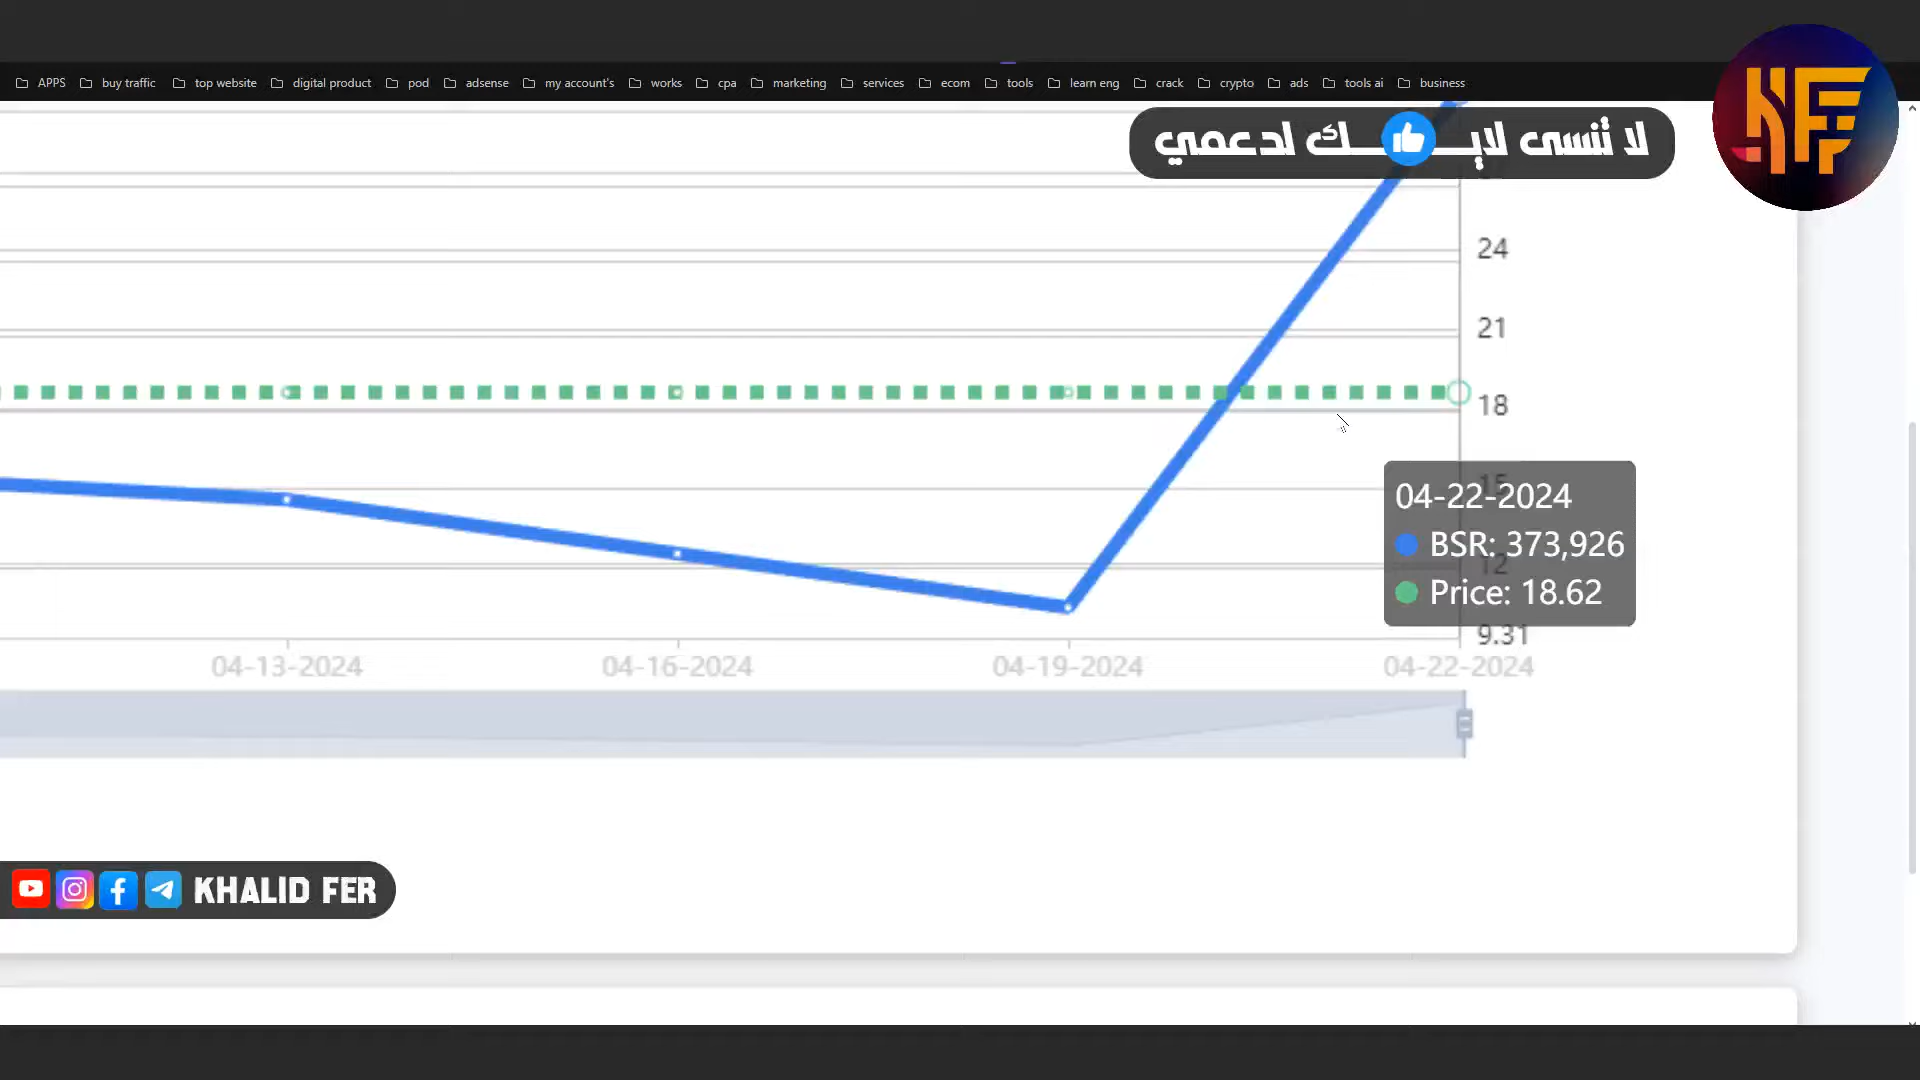 APPS buy traffic top website digital product pod adsense my account's works cpa marketing services ecom tools learn eng crack crypto ads tools ai business
لا تنسى لايـــك لدعمي
KF
24
21
18
15
12
9.31
04-22-2024
BSR: 373,926
Price: 18.62
04-13-2024 04-16-2024 04-19-2024 04-22-2024
KHALID FER